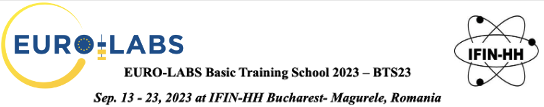 EURO-LABS
IFIN-HH
EURO-LABS Basic Training School 2023 – BTS23
Sep. 13 - 23, 2023 at IFIN-HH Bucharest- Magurele, Romania